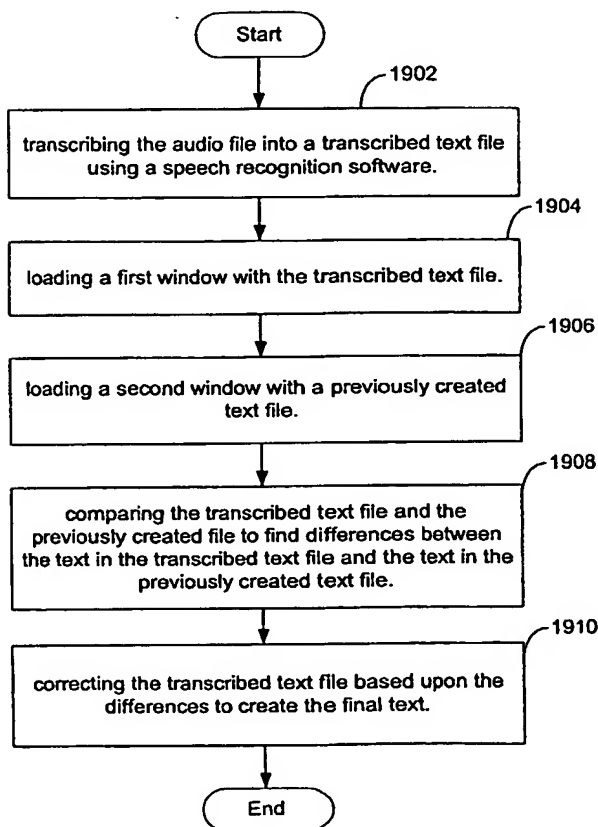 Start
1902
transcribing the audio file into a transcribed text file
using a speech recognition software.
1904
loading a first window with the transcribed text file.
1906
loading a second window with a previously created
text file.
1908
comparing the transcribed text file and the
previously created file to find differences between
the text in the transcribed text file and the text in the
previously created text file.
1910
correcting the transcribed text file based upon the
differences to create the final text.
End